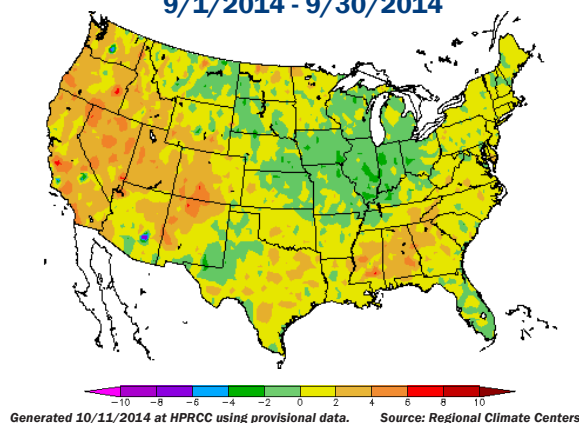 9/1/2014 - 9/30/2014
-10 -8 -6 -4 -2 0 2 4 6 8 10
Generated 10/11/2014 at HPRCC using provisional data. Source: Regional Climate Centers